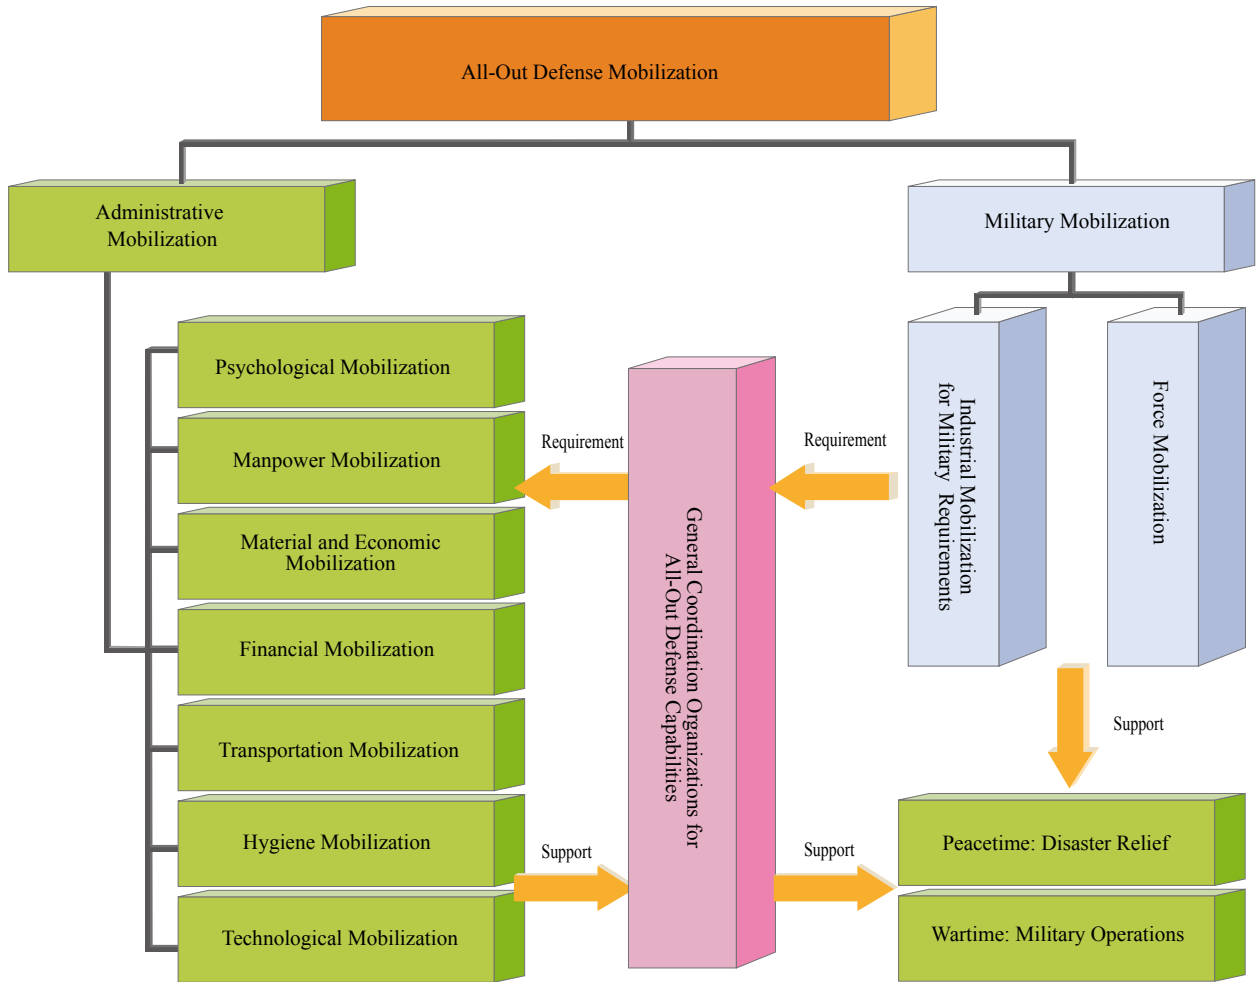 All-Out Defense Mobilization
Administrative
Mobilization
Military Mobilization
Psychological Mobilization
Manpower Mobilization
Material and Economic
Mobilization
Financial Mobilization
Transportation Mobilization
Hygiene Mobilization
Technological Mobilization
Requirement
Support
General Coordination Organizations for
All-Out Defense Capabilities
Requirement
Support
Industrial Mobilization
for Military Requirements
Force Mobilization
Support
Peacetime: Disaster Relief
Wartime: Military Operations